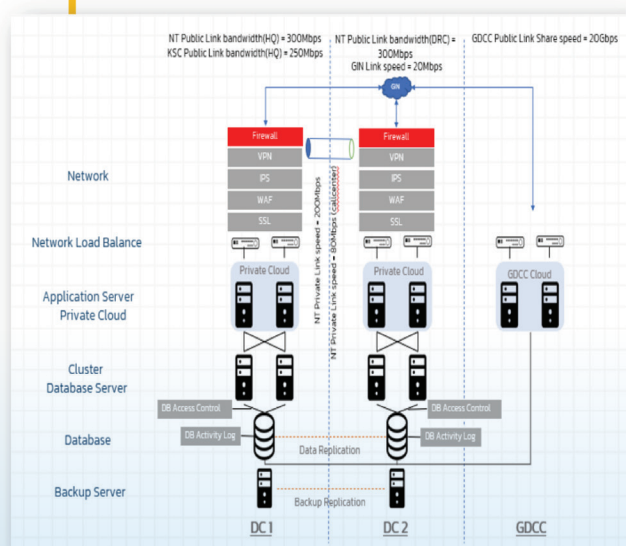 NT Public Link bandwidth(HQ) = 300Mbps
KSC Public Link bandwidth(HQ) = 250Mbps
NT Public Link bandwidth(DRC) =
300Mbps
GIN Link speed = 20Mbps
GDCC Public Link Share speed = 20Gbps
GIN
Network
Firewall
VPN
IPS
WAF
SSL
Firewall
VPN
IPS
WAF
SSL
NT Private Link speed = 200Mbps
NT Private Link speed = 80Mbps (callcenter)
Network Load Balance
Application Server
Private Cloud
Private Cloud
Private Cloud
GDCC Cloud
Cluster
Database Server
DB Access Control
DB Access Control
Database
DB Activity Log
DB Activity Log
Data Replication
Backup Server
Backup Replication
DC 1
DC 2
GDCC